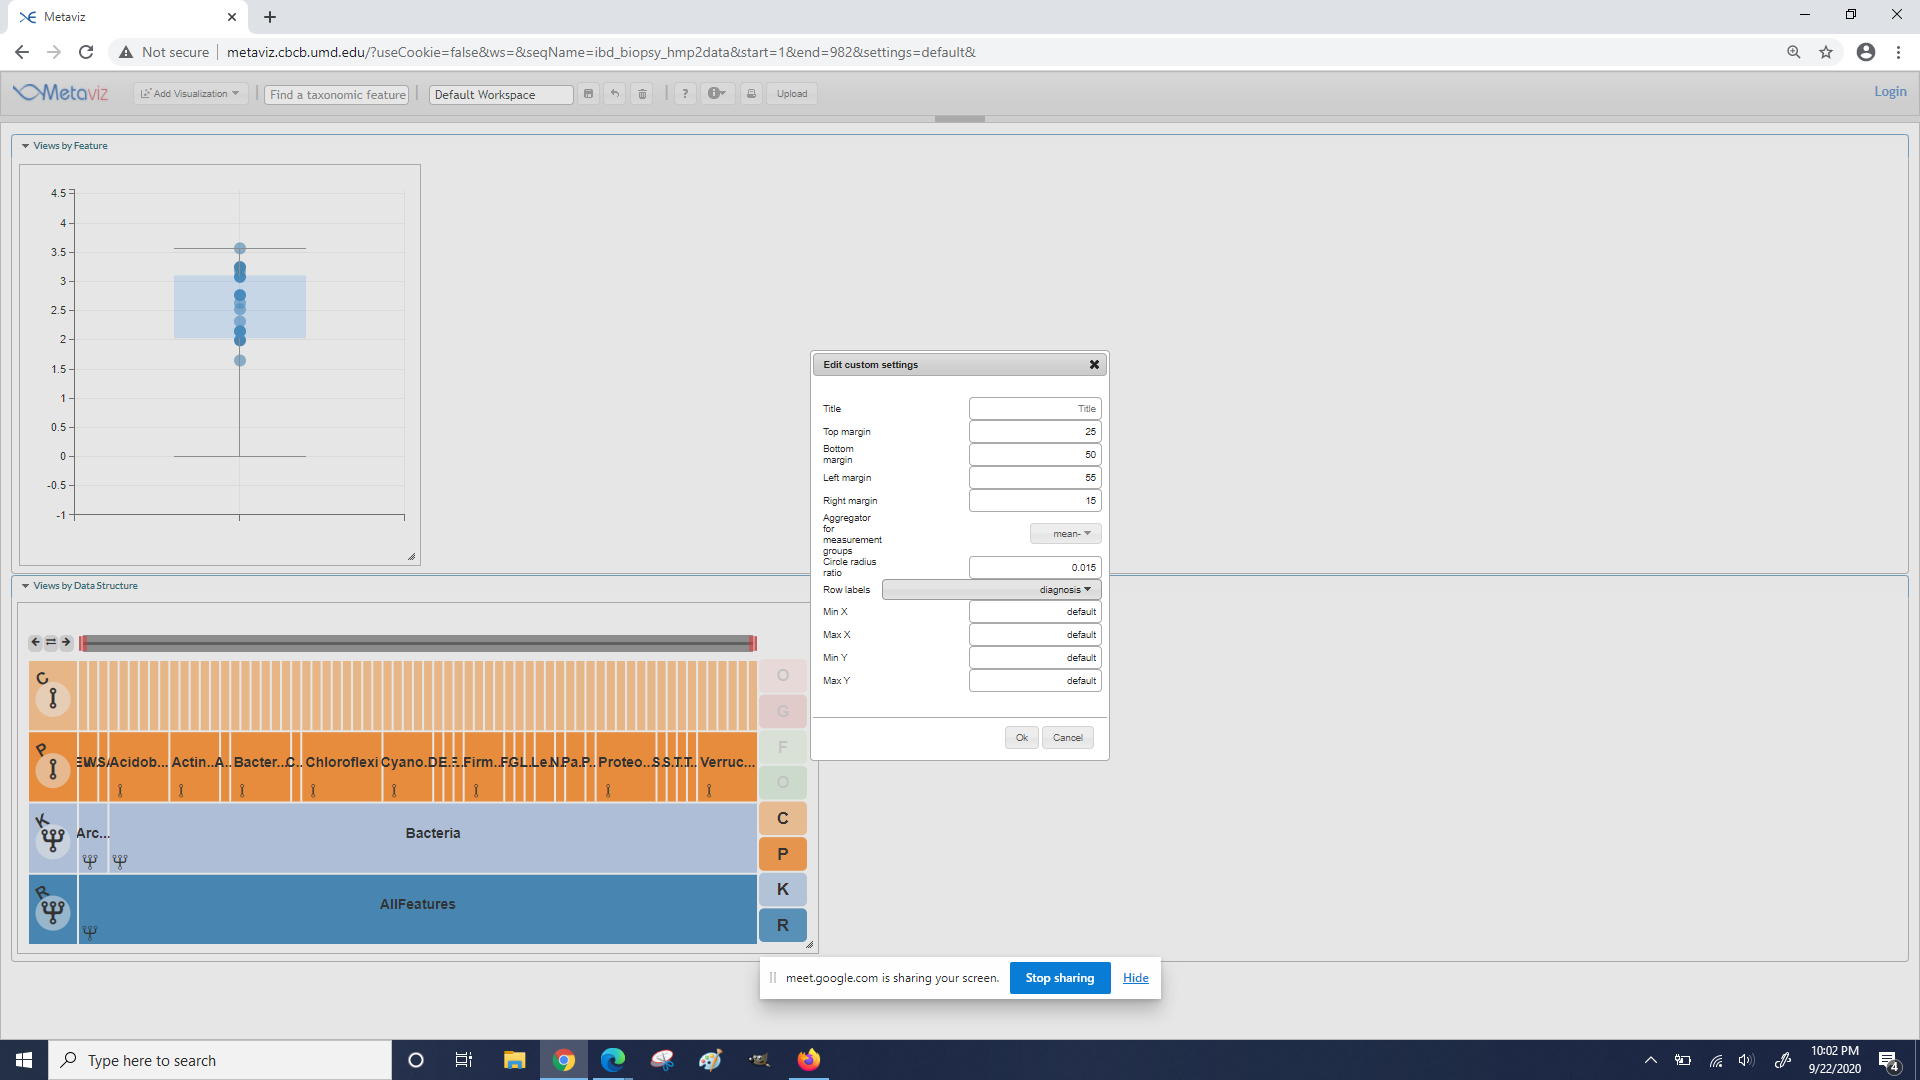 Metaviz
Not secure
metaviz.cbcb.umd.edu/?useCookie=false&ws=&seqName=ibd_biopsy_hmp2data&start=1&end=982&settings=default&
Metaviz
Add Visualization
Find a taxonomic feature
Default Workspace
?
Upload
Login
Views by Feature
4.5
4
3.5
3
2.5
2
1.5
1
0.5
0
-0.5
-1
Edit custom settings
Title
Title
Top margin
25
Bottom margin
50
Left margin
55
Right margin
15
Aggregator for measurement groups
mean-
Circle radius ratio
0.015
Row labels
diagnosis
Min X
default
Max X
default
Min Y
default
Max Y
default
Ok
Cancel
Views by Data Structure
C
O
G
P
Acidob...
Actin...
A...
Bacter...
C...
Chloroflexi
Cyano...
Firm...
Le...
Pa...
P...
Proteo...
Verruc...
F
O
K
Arc...
Bacteria
C
P
R
AllFeatures
K
R
meet.google.com is sharing your screen.
Stop sharing
Hide
Type here to search
10:02 PM
9/22/2020
4